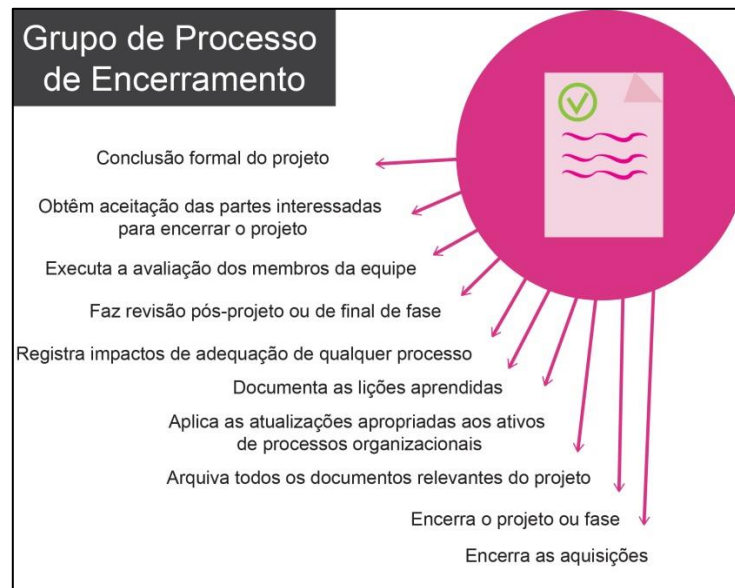 Grupo de Processo
de Encerramento
Conclusão formal do projeto
Obtêm aceitação das partes interessadas
para encerrar o projeto
Executa a avaliação dos membros da equipe
Faz revisão pós-projeto ou de final de fase
Registra impactos de adequação de qualquer processo
Documenta as lições aprendidas
Aplica as atualizações apropriadas aos ativos
de processos organizacionais
Arquiva todos os documentos relevantes do projeto
Encerra o projeto ou fase
Encerra as aquisições